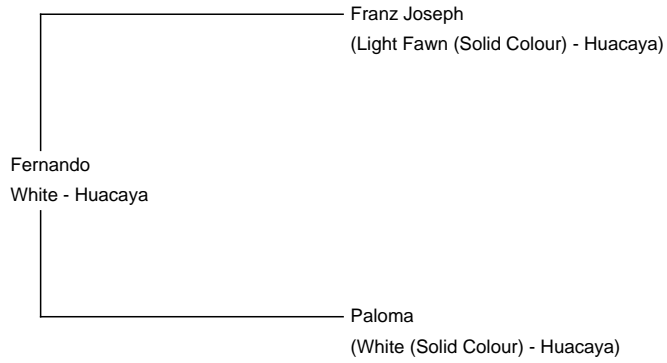 Franz Joseph
(Light Fawn (Solid Colour) - Huacaya)
Fernando
White - Huacaya
Paloma
(White (Solid Colour) - Huacaya)